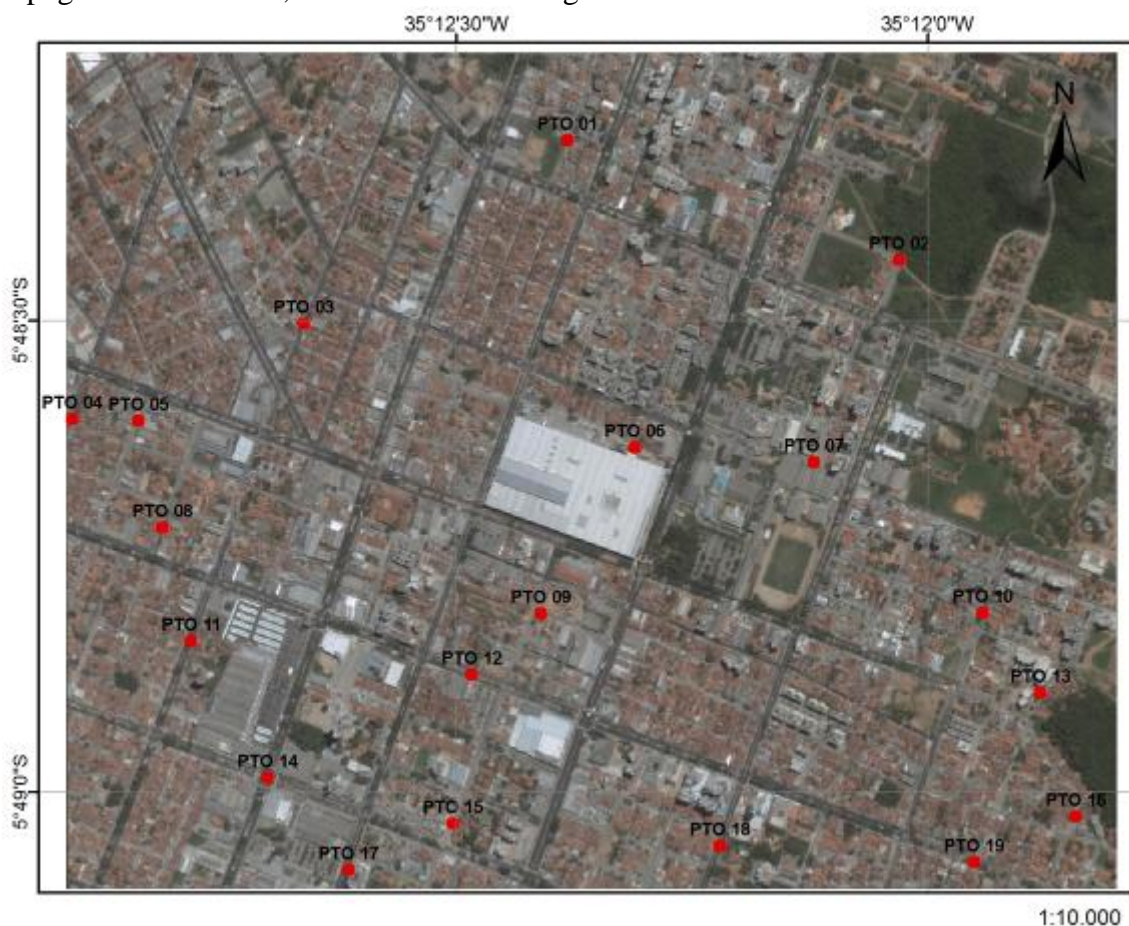 35°12'30"W
35°12'0"W
N
PTO 01
PTO 02
5°48'30"S
PTO 03
PTO 04
PTO 05
PTO 06
PTO 07
PTO 08
PTO 09
PTO 10
PTO 11
PTO 12
PTO 13
5°49'0"S
PTO 14
PTO 15
PTO 16
PTO 17
PTO 18
PTO 19
1:10.000